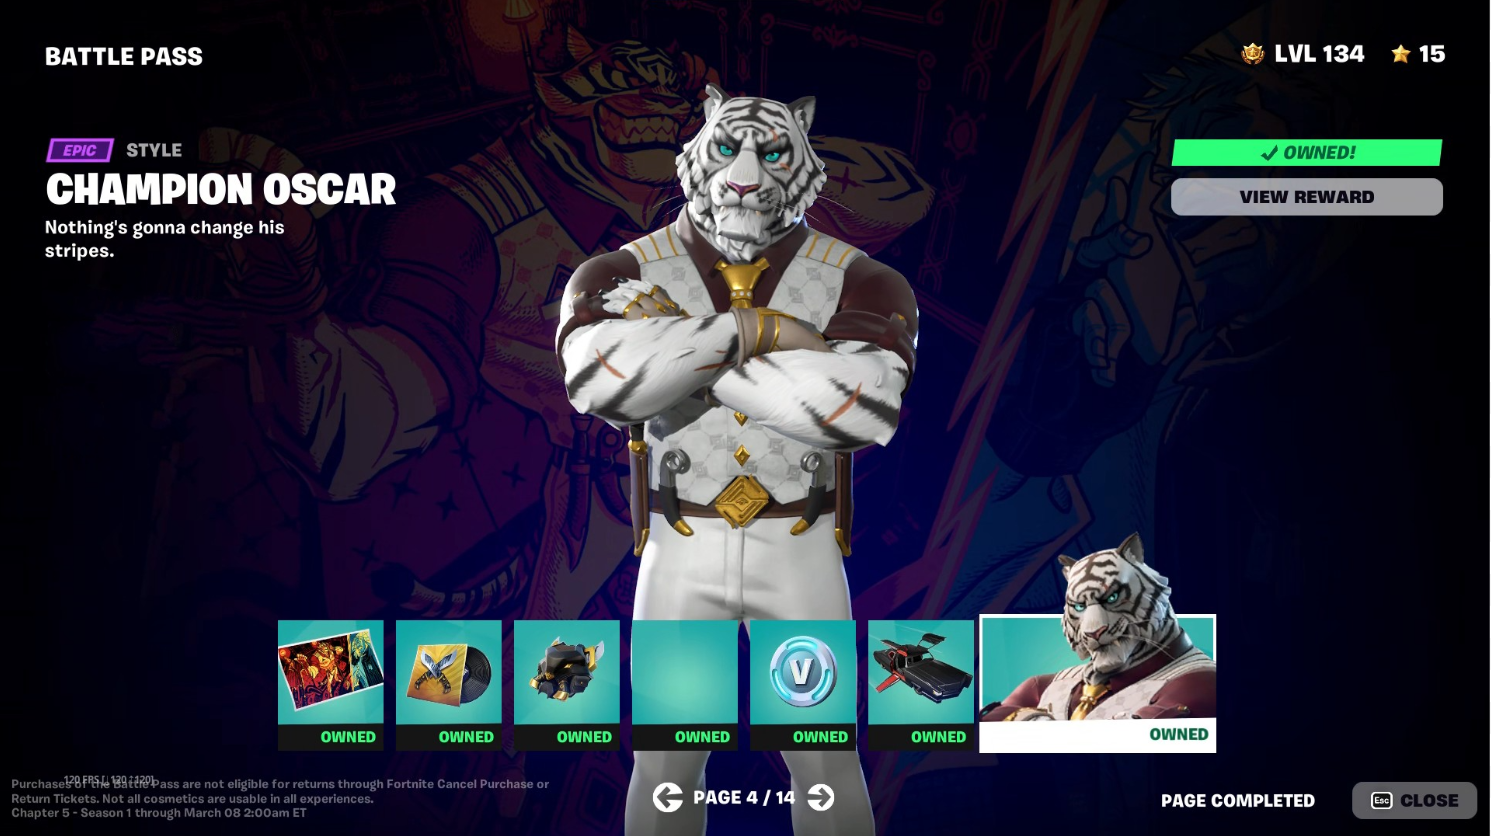 BATTLE PASS
LVL 134
15
EPIC STYLE
CHAMPION OSCAR
Nothing's gonna change his
stripes.
OWNED!
VIEW REWARD
V
OWNED
OWNED
OWNED
OWNED
OWNED
OWNED
OWNED
120 FPS [ 120 : 120]
Purchases of the Battle Pass are not eligible for returns through Fortnite Cancel Purchase or
Return Tickets. Not all cosmetics are usable in all experiences.
Chapter 5 - Season 1 through March 08 2:00am ET
PAGE 4 / 14
PAGE COMPLETED
Esc CLOSE